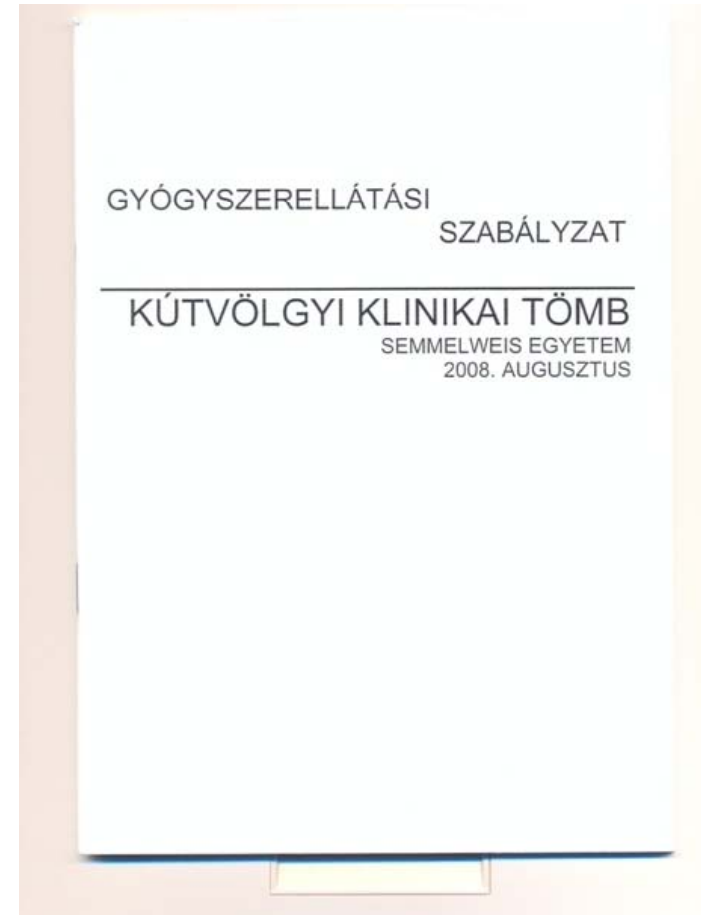 GYÓGYSZERELLÁTÁSI
SZABÁLYZAT
KÚTVÖLGYI KLINIKAI TÖMB
SEMMELWEIS EGYETEM
2008. AUGUSZTUS